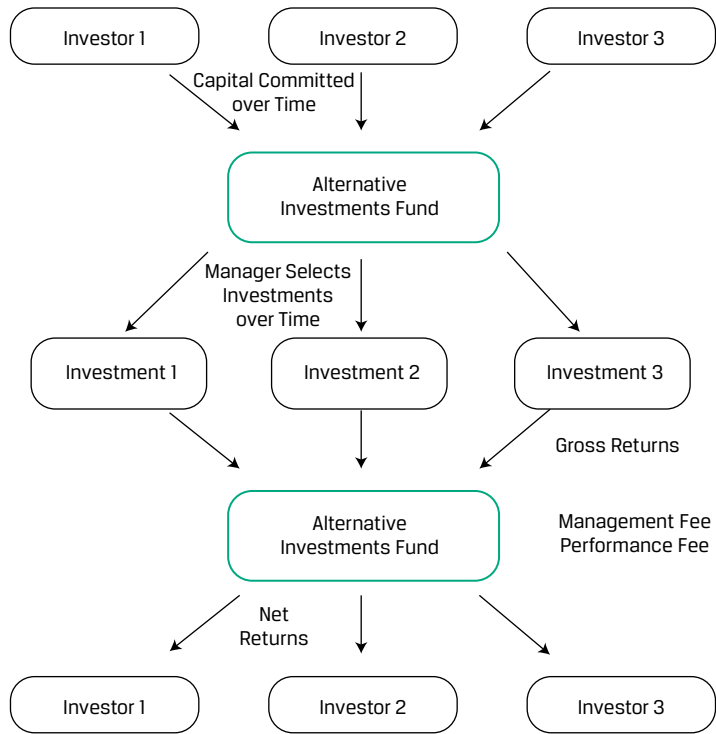 Investor 1
Investor 2
Investor 3
Capital Committed
over Time
Alternative
Investments Fund
Manager Selects
Investments
over Time
Investment 1
Investment 2
Investment 3
Gross Returns
Alternative
Investments Fund
Management Fee
Performance Fee
Net
Returns
Investor 1
Investor 2
Investor 3